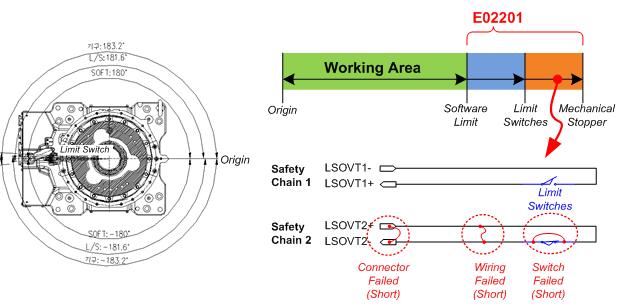 E02201
기구:183.2°
L/S:181.6°
SOFT:180°
Limit Switch
Origin
SOFT:-180°
L/S:-181.6°
기구:-183.2°
Working Area
Origin
Software
Limit
Limit
Switches
Mechanical
Stopper
Safety
Chain 1
LSOVT1-
LSOVT1+
Limit
Switches
Safety
Chain 2
LSOVT2+
LSOVT2-
Connector
Failed
(Short)
Wiring
Failed
(Short)
Switch
Failed
(Short)